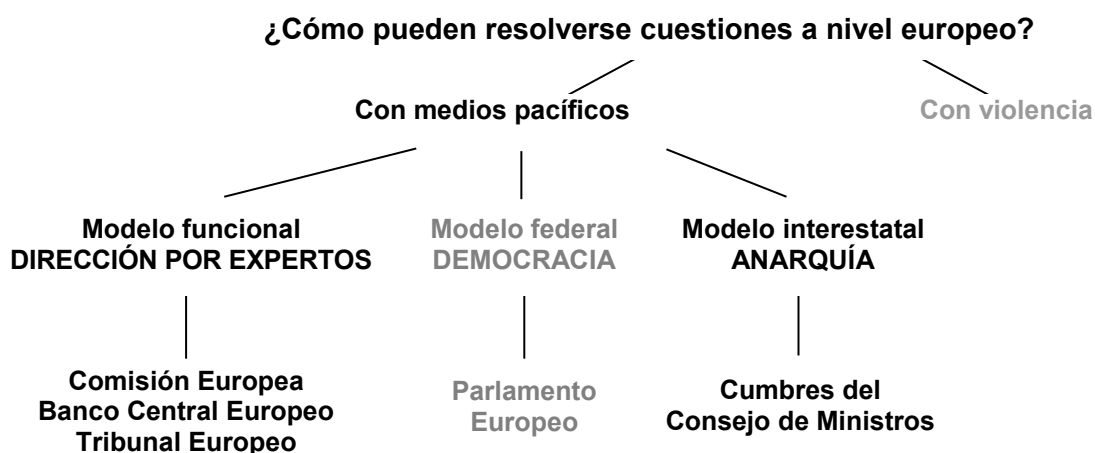 ¿Cómo pueden resolverse cuestiones a nivel europeo?
Con medios pacíficos
Con violencia
Modelo funcional
DIRECCIÓN POR EXPERTOS
Modelo federal
DEMOCRACIA
Modelo interestatal
ANARQUÍA
Comisión Europea
Banco Central Europeo
Tribunal Europeo
Parlamento
Europeo
Cumbres del
Consejo de Ministros